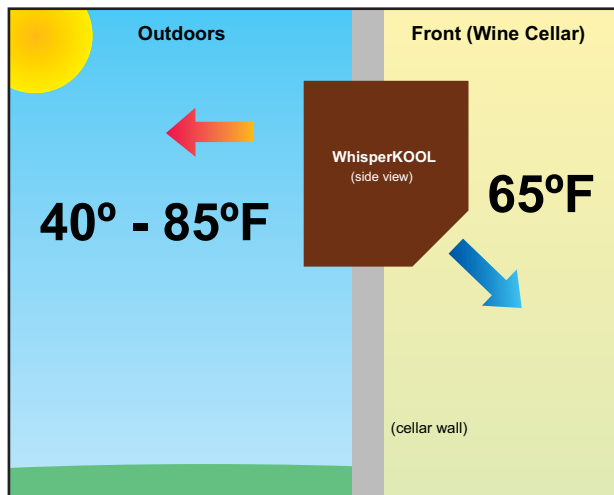 Outdoors
Front (Wine Cellar)
WhisperKOOL
(side view)
40º - 85ºF
65ºF
(cellar wall)